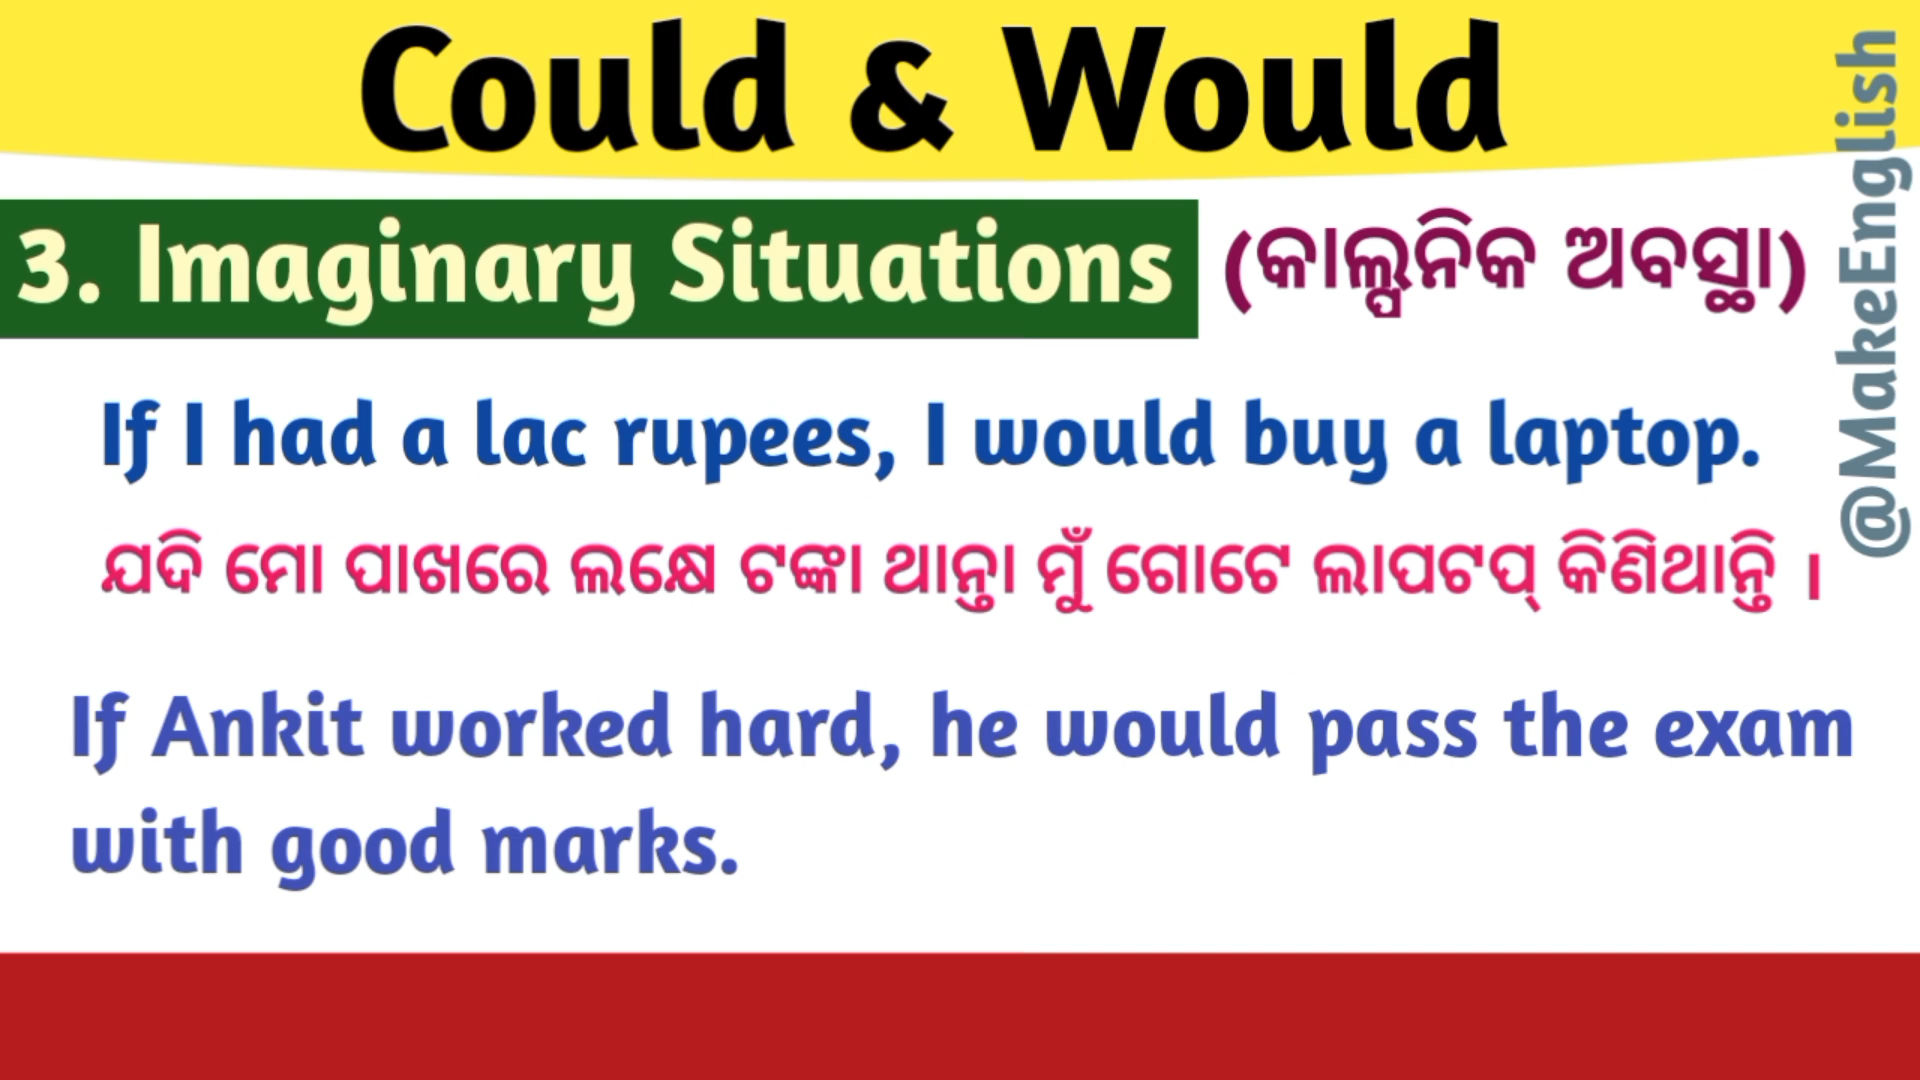 Could & Would
3. Imaginary Situations (କାଳ୍ପନିକ ଅବସ୍ଥା)
If I had a lac rupees, I would buy a laptop.
ଯଦି ମୋ ପାଖରେ ଲକ୍ଷେ ଟଙ୍କା ଥାନ୍ତା ମୁଁ ଗୋଟେ ଲାପଟପ୍ କିଣିଥାନ୍ତି ।
If Ankit worked hard, he would pass the exam
with good marks.
@MakeEnglish